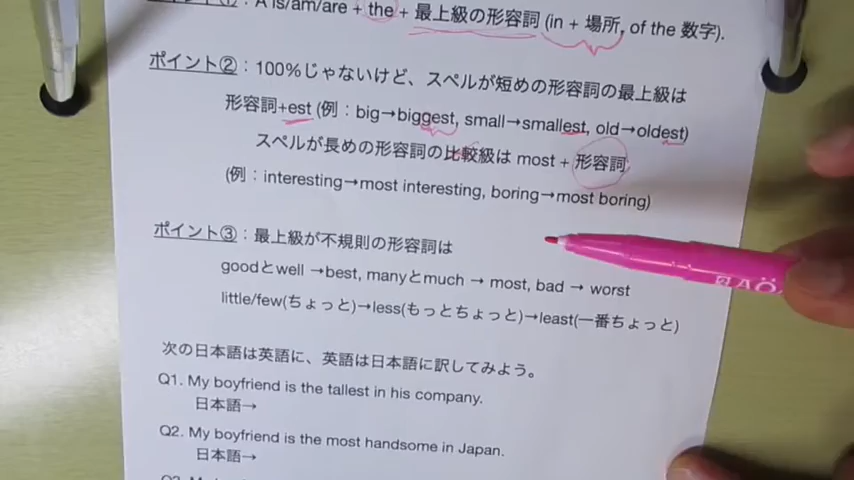 ポイント①：A is/am/are + the + 最上級の形容詞 (in + 場所, of the 数字).
ポイント②：100%じゃないけど、スペルが短めの形容詞の最上級は
形容詞+est (例：big→biggest, small→smallest, old→oldest)
スペルが長めの形容詞の比較級は most + 形容詞
(例：interesting→most interesting, boring→most boring)
ポイント③：最上級が不規則の形容詞は
goodとwell →best, manyとmuch → most, bad → worst
little/few(ちょっと)→less(もっとちょっと)→least(一番ちょっと)
次の日本語は英語に、英語は日本語に訳してみよう。
Q1. My boyfriend is the tallest in his company.
日本語→
Q2. My boyfriend is the most handsome in Japan.
日本語→